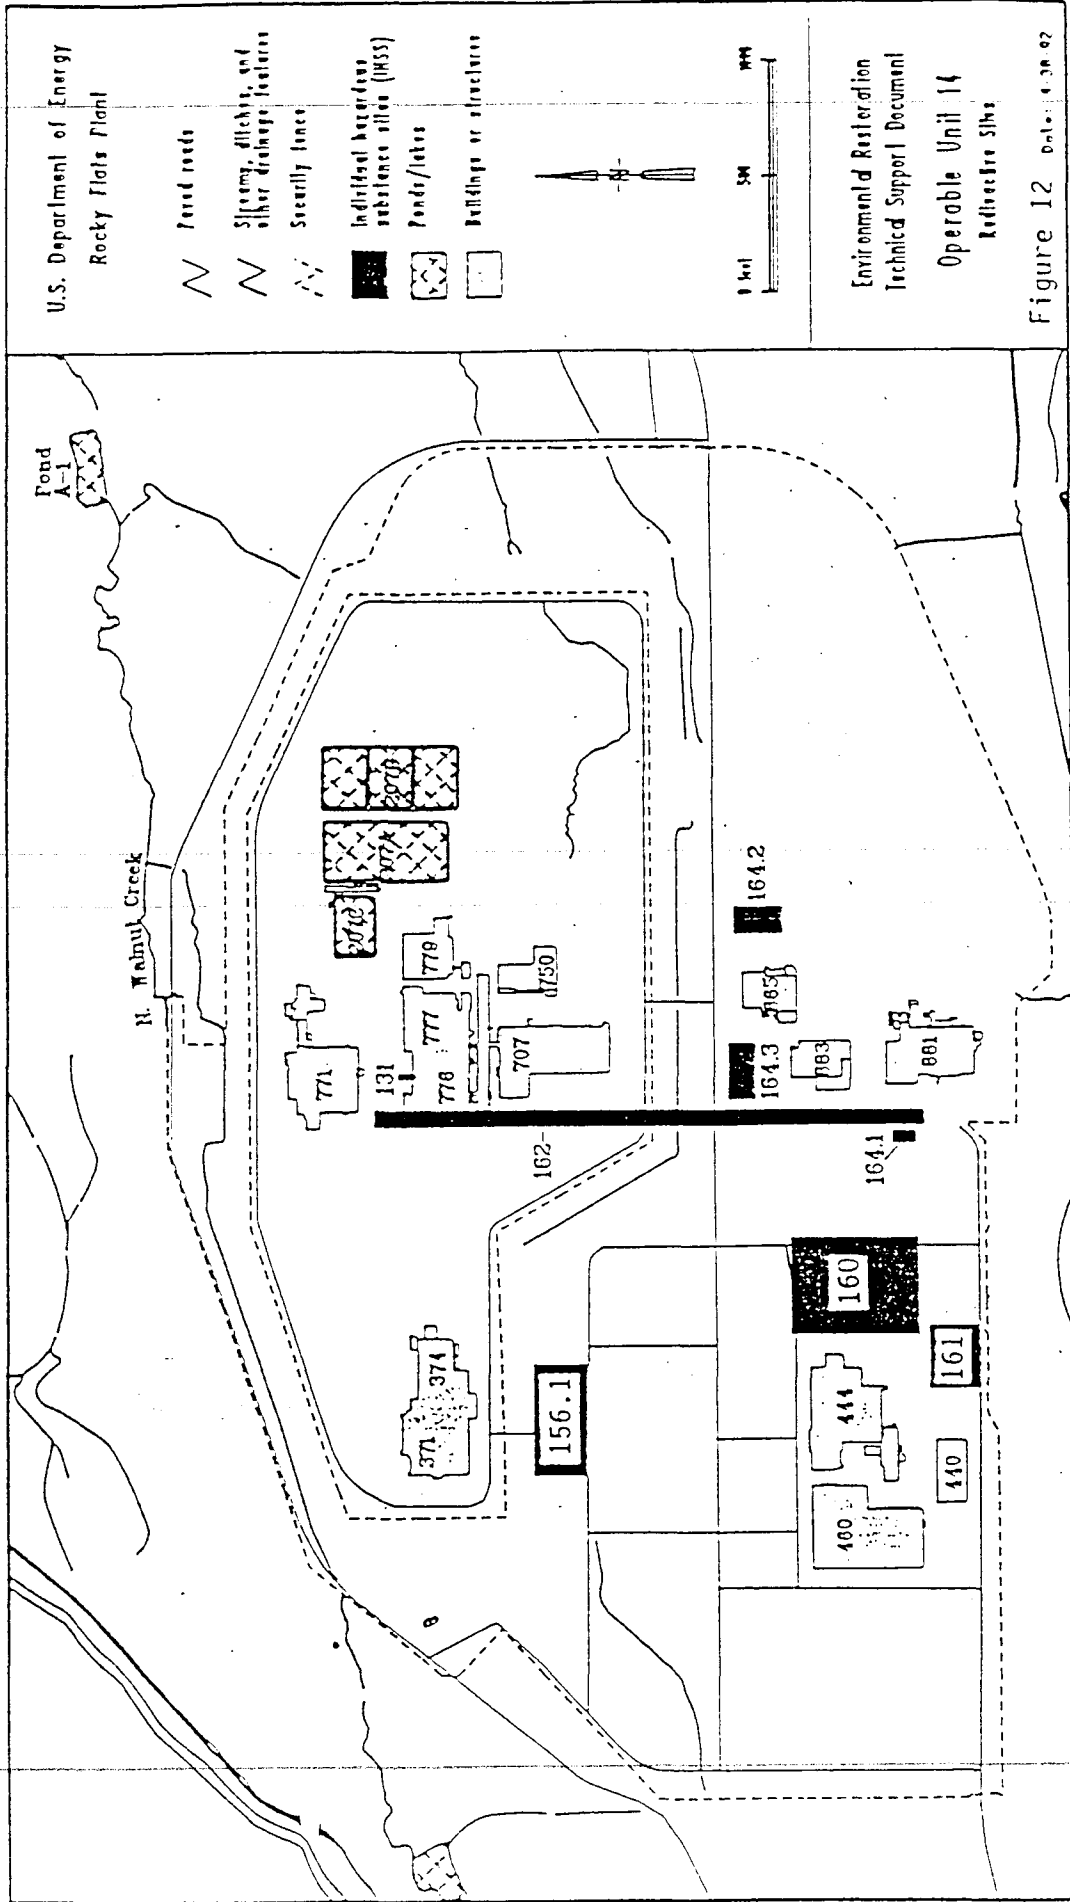 U.S. Department of Energy
Rocky Flats Plant
Paved roads
Streams, ditches, and
other drainage features
Security fence
Individual hazardous
substance sites (IHSS)
Ponds/lakes
Buildings or structures
N
0 feet
500
1000
Environmental Restoration
Technical Support Document
Operable Unit 14
Radioactive Sites
Figure 12
Pond
A-1
N. Walnut Creek
207A
779
777
776
771
131
750
707
162
371
374
156.1
164.2
164.3
883
881
164.1
160
161
444
440
460